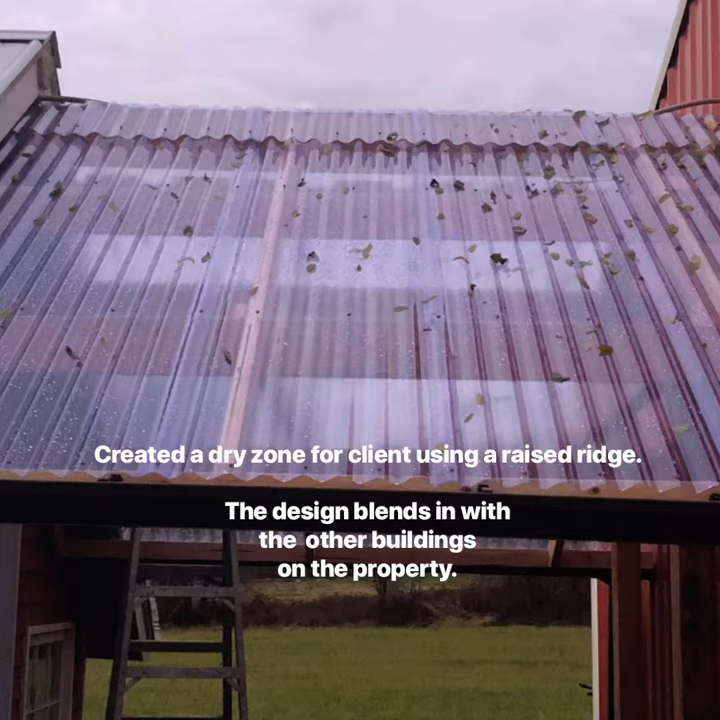 Created a dry zone for client using a raised ridge.
The design blends in with
the other buildings
on the property.